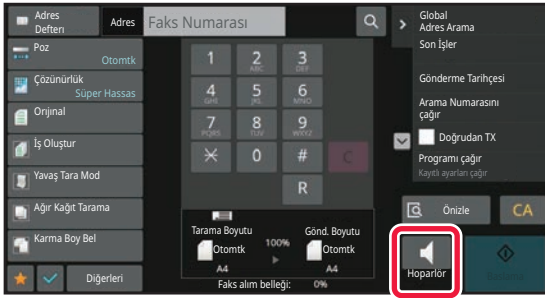 Adres
Defteri
Adres
Faks Numarası
Poz
Otomtk
Çözünürlük
Süper Hassas
Orijinal
İş Oluştur
Yavaş Tara Mod
Ağır Kağıt Tarama
Karma Boy Bel
Diğerleri
1
2
ABC
3
DEF
4
GHI
5
JKL
6
MNO
7
PQRS
8
TUV
9
WXYZ
0
#
C
R
Tarama Boyutu
Otomtk
A4
100%
Gönd. Boyutu
Otomtk
A4
Faks alım belleği: 0%
Global
Adres Arama
Son İşler
Gönderme Tarihçesi
Arama Numarasını
çağır
Doğrudan TX
Programı çağır
Kayıtlı ayarları çağır
Önizle
CA
Hoparlör